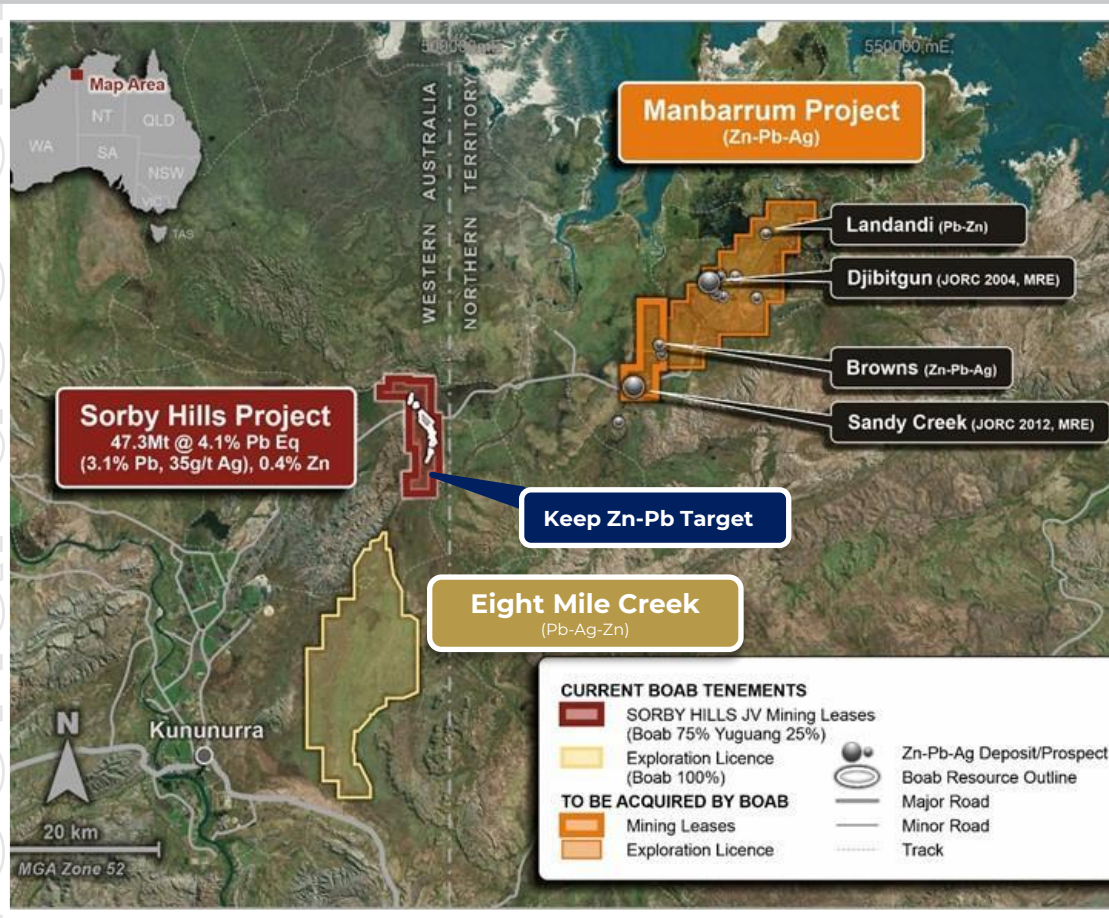 500000mE
550000,mE,
Map Area
NT
QLD
WA
SA
NSW
VIC
TAS
WESTERN AUSTRALIA
NORTHERN TERRITORY
Manbarrum Project
(Zn-Pb-Ag)
Landandi (Pb-Zn)
Djibitgun (JORC 2004, MRE)
Browns (Zn-Pb-Ag)
Sandy Creek (JORC 2012, MRE)
Sorby Hills Project
47.3Mt @ 4.1% Pb Eq
(3.1% Pb, 35g/t Ag), 0.4% Zn
Keep Zn-Pb Target
Eight Mile Creek
(Pb-Ag-Zn)
Kununurra
N
20 km
MGA Zone 52
CURRENT BOAB TENEMENTS
SORBY HILLS JV Mining Leases
(Boab 75% Yuguang 25%)
Exploration Licence
(Boab 100%)
TO BE ACQUIRED BY BOAB
Mining Leases
Exploration Licence
Zn-Pb-Ag Deposit/Prospect
Boab Resource Outline
Major Road
Minor Road
Track